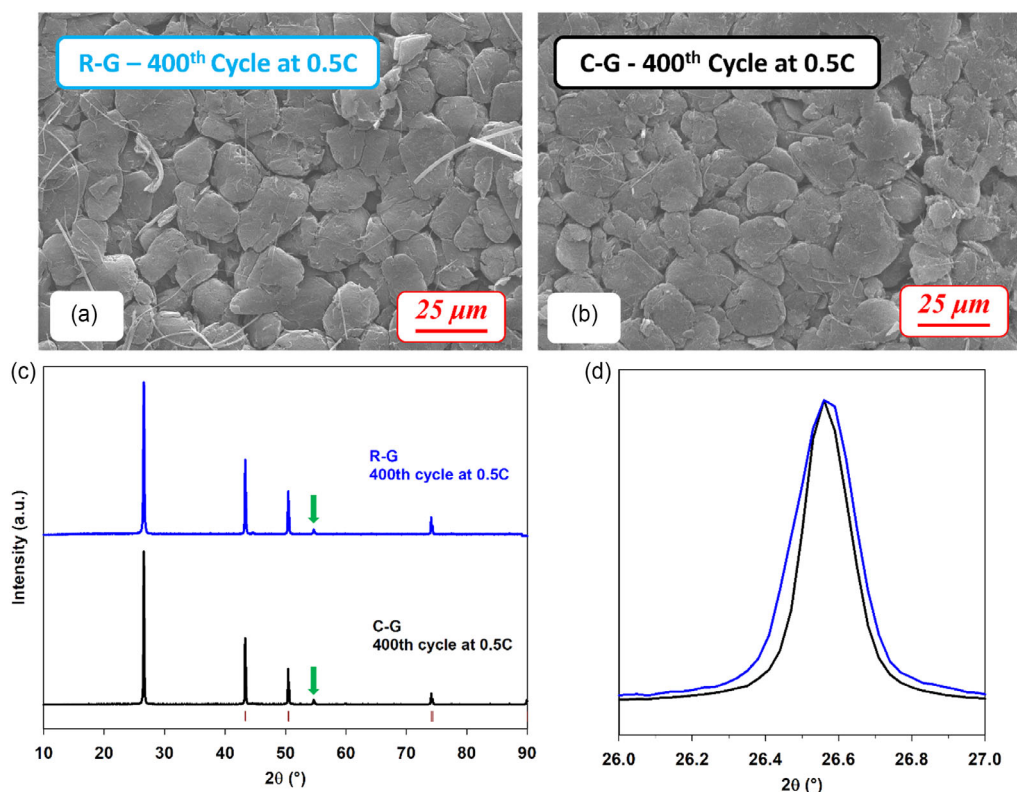 R-G – 400th Cycle at 0.5C
C-G - 400th Cycle at 0.5C
(a)
25 µm
(b)
25 µm
(c)
R-G
400th cycle at 0.5C
C-G
400th cycle at 0.5C
Intensity (a.u.)
10 20 30 40 50 60 70 80 90
2θ (°)
(d)
26.0 26.2 26.4 26.6 26.8 27.0
2θ (°)